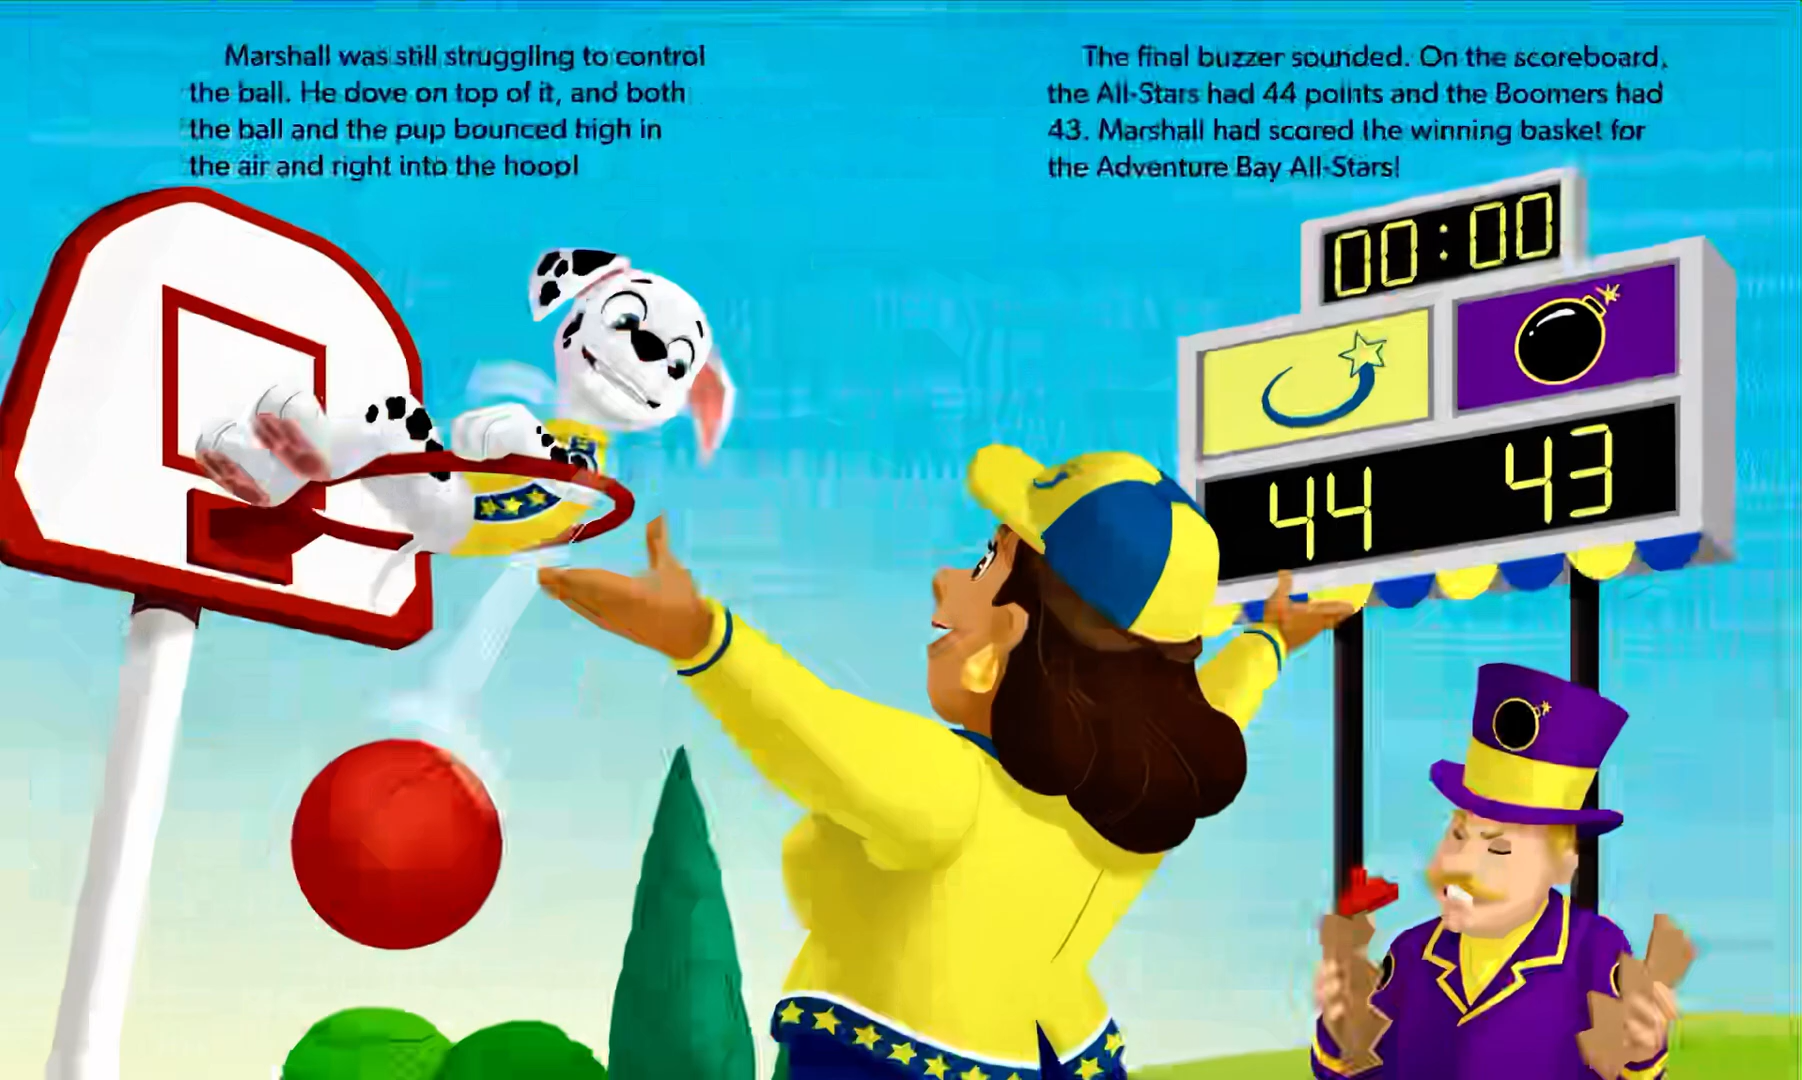 Marshall was still struggling to control
the ball. He dove on top of it, and both
the ball and the pup bounced high in
the air and right into the hoop!
The final buzzer sounded. On the scoreboard,
the All-Stars had 44 points and the Boomers had
43. Marshall had scored the winning basket for
the Adventure Bay All-Stars!
00:00
44 43